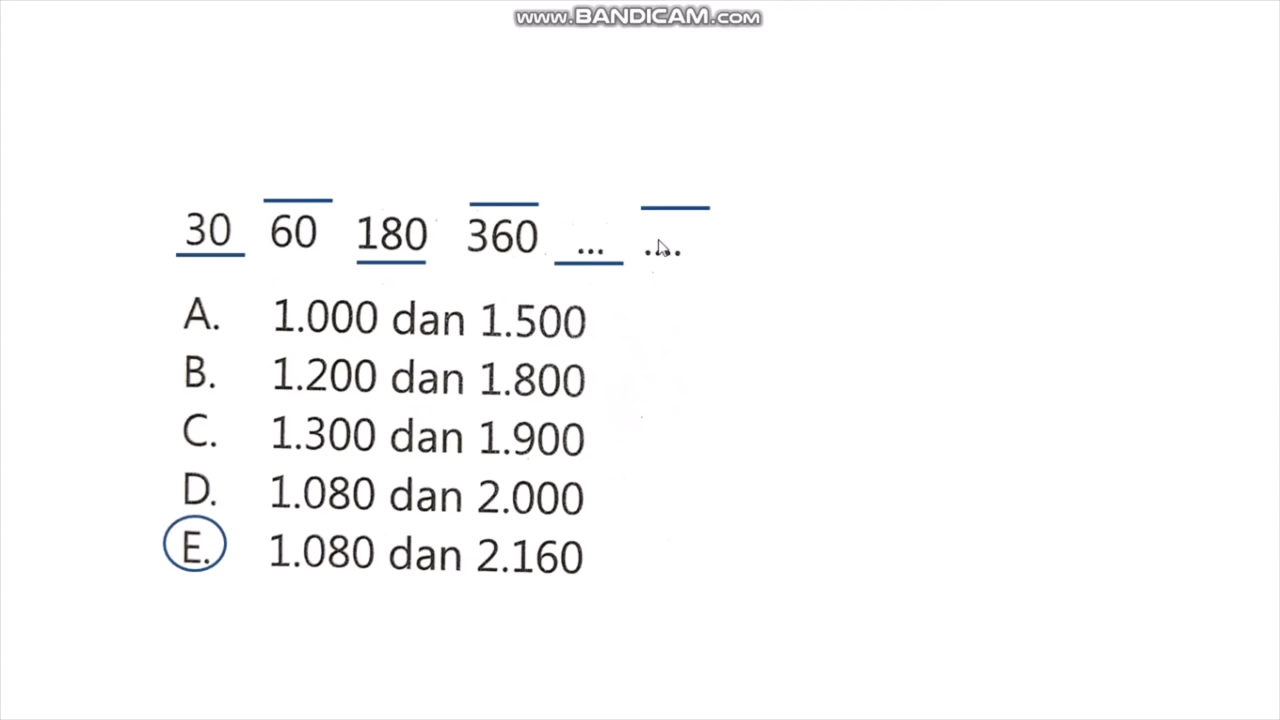 www.BANDICAM.com
30 60 180 360 ... ...
A. 1.000 dan 1.500
B. 1.200 dan 1.800
C. 1.300 dan 1.900
D. 1.080 dan 2.000
E. 1.080 dan 2.160